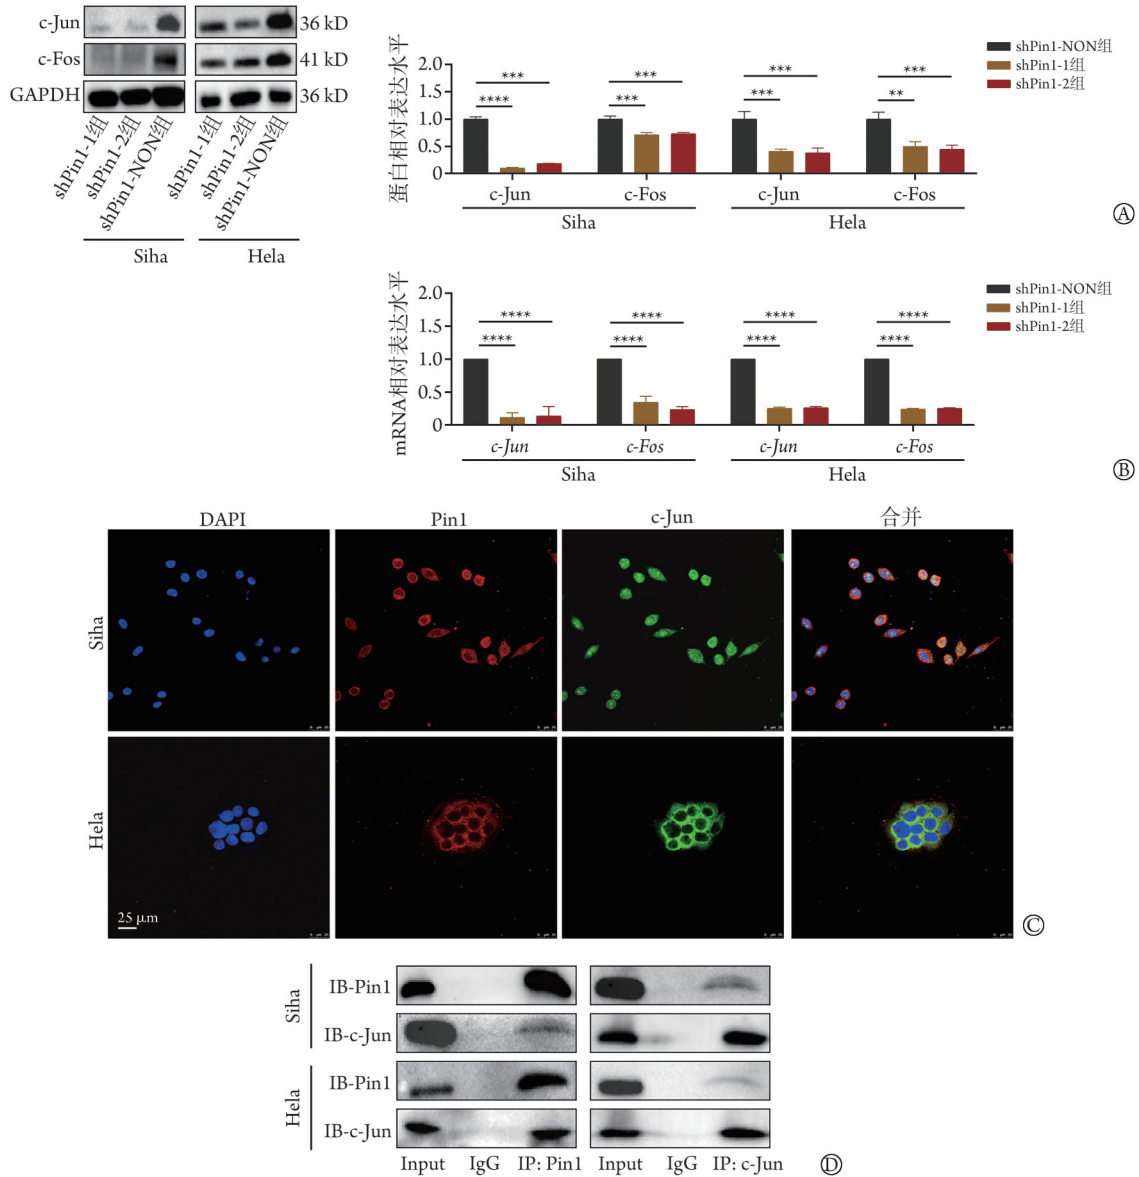 c-Jun 36 kD
c-Fos 41 kD
GAPDH 36 kD
shPin1-1组
shPin1-2组
shPin1-NON组
shPin1-1组
shPin1-2组
shPin1-NON组
Siha Hela
蛋白相对表达水平
2.0
1.5
1.0
0.5
0
*** *** *** ***
**** *** *** **
c-Jun c-Fos c-Jun c-Fos
Siha Hela
shPin1-NON组
shPin1-1组
shPin1-2组
Ⓐ
mRNA相对表达水平
2.0
1.5
1.0
0.5
0
**** **** **** ****
**** **** **** ****
c-Jun c-Fos c-Jun c-Fos
Siha Hela
shPin1-NON组
shPin1-1组
shPin1-2组
Ⓑ
DAPI Pin1 c-Jun 合并
Siha
Hela
25 μm
Ⓒ
Siha
IB-Pin1
IB-c-Jun
Hela
IB-Pin1
IB-c-Jun
Input IgG IP: Pin1 Input IgG IP: c-Jun
Ⓓ